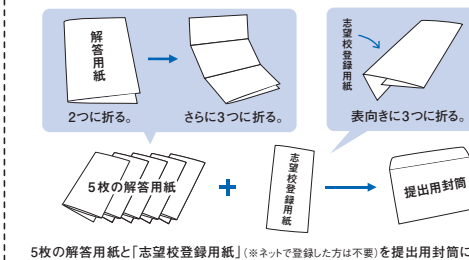 解答用紙
2つに折る。
さらに3つに折る。
志望校登録用紙
表向きに3つに折る。
5枚の解答用紙
+
志望校登録用紙
提出用封筒
5枚の解答用紙と「志望校登録用紙」(※ネットで登録した方は不要)を提出用封筒に